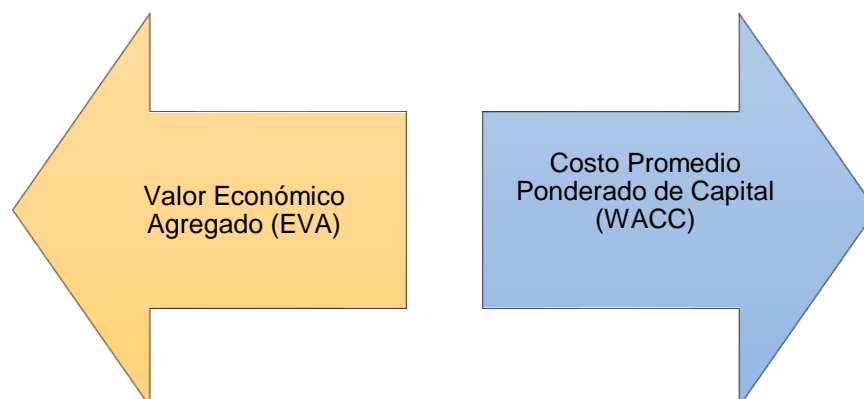 Valor Económico
Agregado (EVA)
Costo Promedio
Ponderado de Capital
(WACC)